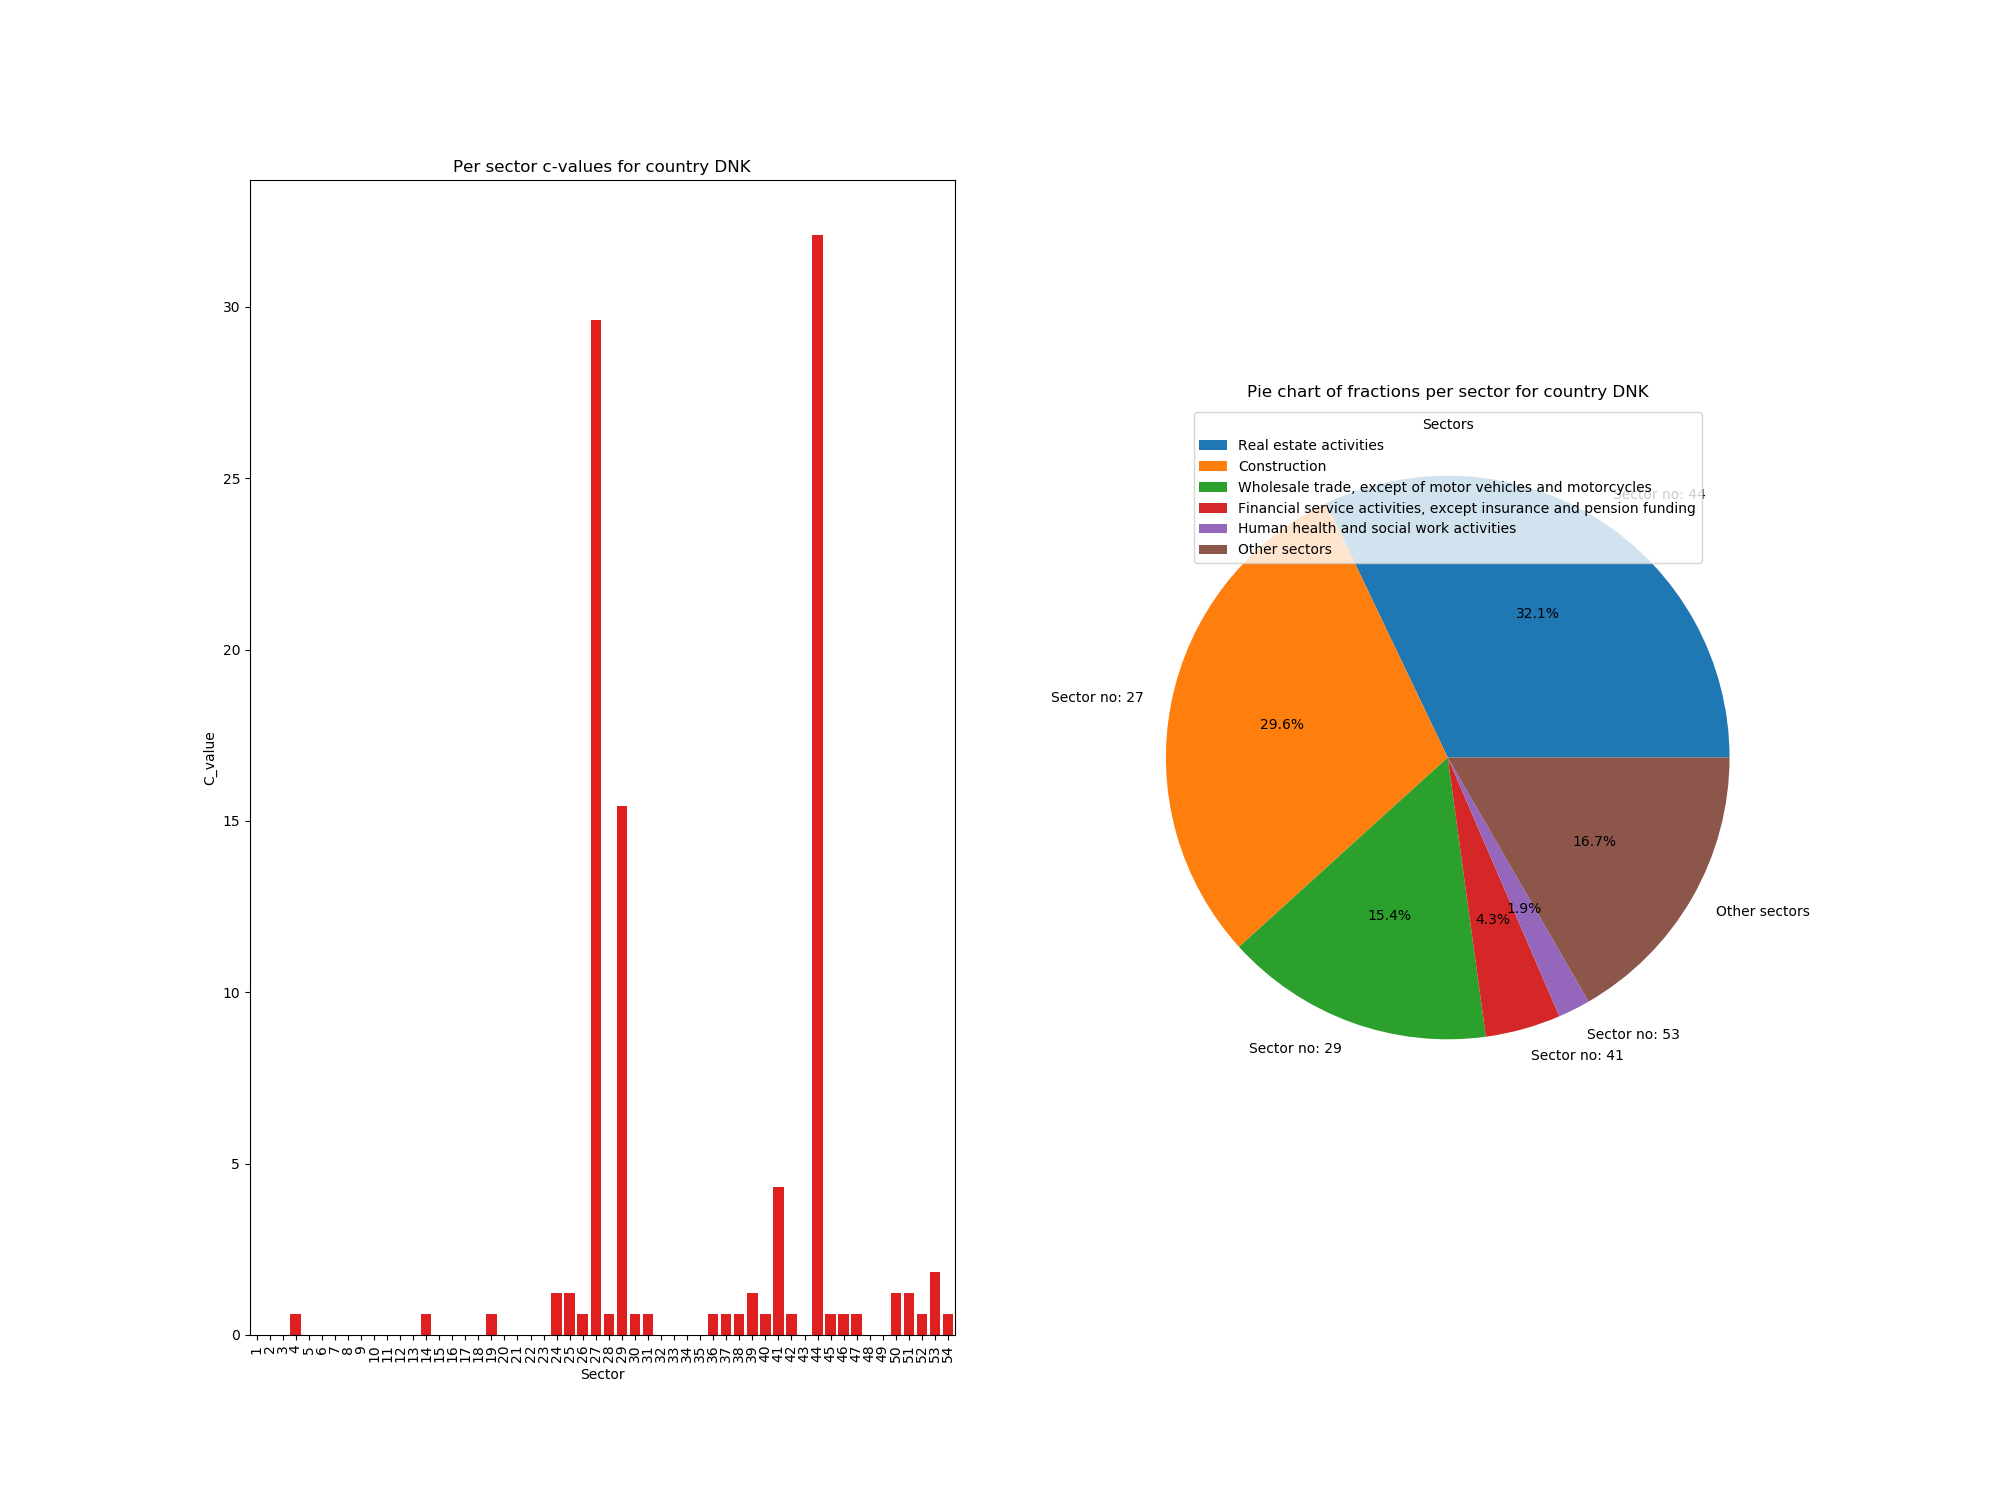 Per sector c-values for country DNK
30
25
20
15
10
5
0
C_value
1 2 3 4 5 6 7 8 9 10 11 12 13 14 15 16 17 18 19 20 21 22 23 24 25 26 27 28 29 30 31 32 33 34 35 36 37 38 39 40 41 42 43 44 45 46 47 48 49 50 51 52 53 54
Sector
Pie chart of fractions per sector for country DNK
Sectors
Real estate activities
Construction
Wholesale trade, except of motor vehicles and motorcycles
Financial service activities, except insurance and pension funding
Human health and social work activities
Other sectors
Sector no: 44
32.1%
Sector no: 27
29.6%
15.4%
Sector no: 29
4.3%
Sector no: 41
1.9%
Sector no: 53
16.7%
Other sectors